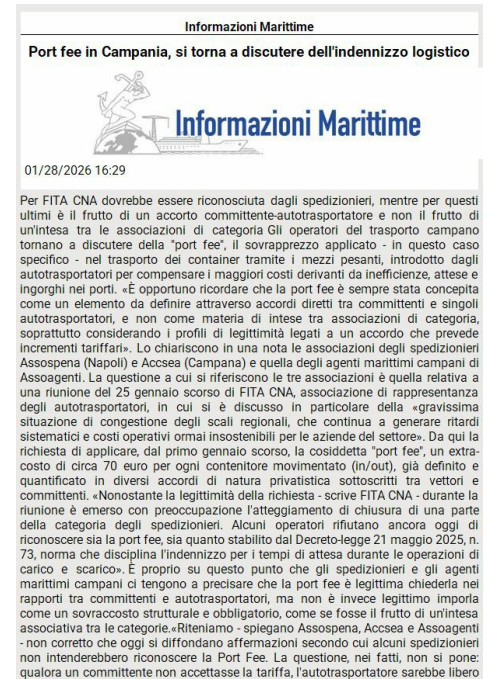 Informazioni Marittime
Port fee in Campania, si torna a discutere dell'indennizzo logistico
Informazioni Marittime
01/28/2026 16:29
Per FITA CNA dovrebbe essere riconosciuta dagli spedizionieri, mentre per questi
ultimi è il frutto di un accorto committente-autotrasportatore e non il frutto di
un'intesa tra le associazioni di categoria Gli operatori del trasporto campano
tornano a discutere della "port fee", il sovrapprezzo applicato - in questo caso
specifico - nel trasporto dei container tramite i mezzi pesanti, introdotto dagli
autotrasportatori per compensare i maggiori costi derivanti da inefficienze, attese e
ingorghi nei porti. «È opportuno ricordare che la port fee è sempre stata concepita
come un elemento da definire attraverso accordi diretti tra committenti e singoli
autotrasportatori, e non come materia di intese tra associazioni di categoria,
soprattutto considerando i profili di legittimità legati a un accordo che prevede
incrementi tariffari». Lo chiariscono in una nota le associazioni degli spedizionieri
Assospena (Napoli) e Accsea (Campana) e quella degli agenti marittimi campani di
Assoagenti. La questione a cui si riferiscono le tre associazioni è quella relativa a
una riunione del 25 gennaio scorso di FITA CNA, associazione di rappresentanza
degli autotrasportatori, in cui si è discusso in particolare della «gravissima
situazione di congestione degli scali regionali, che continua a generare ritardi
sistematici e costi operativi ormai insostenibili per le aziende del settore». Da qui la
richiesta di applicare, dal primo gennaio scorso, la cosiddetta "port fee", un extra-
costo di circa 70 euro per ogni contenitore movimentato (in/out), già definito e
quantificato in diversi accordi di natura privatistica sottoscritti tra vettori e
committenti. «Nonostante la legittimità della richiesta - scrive FITA CNA - durante la
riunione è emerso con preoccupazione l'atteggiamento di chiusura di una parte
della categoria degli spedizionieri. Alcuni operatori rifiutano ancora oggi di
riconoscere sia la port fee, sia quanto stabilito dal Decreto-legge 21 maggio 2025, n.
73, norma che disciplina l'indennizzo per i tempi di attesa durante le operazioni di
carico e scarico». È proprio su questo punto che gli spedizionieri e gli agenti
marittimi campani ci tengono a precisare che la port fee è legittima chiederla nei
rapporti tra committenti e autotrasportatori, ma non è invece legittimo imporla
come un sovraccosto strutturale e obbligatorio, come se fosse il frutto di un'intesa
associativa tra le categorie.«Riteniamo - spiegano Assospena, Accsea e Assoagenti
- non corretto che oggi si diffondano affermazioni secondo cui alcuni spedizionieri
non intenderebbero riconoscere la Port Fee. La questione, nei fatti, non si pone:
qualora un committente non accettasse la tariffa, l'autotrasportatore sarebbe libero